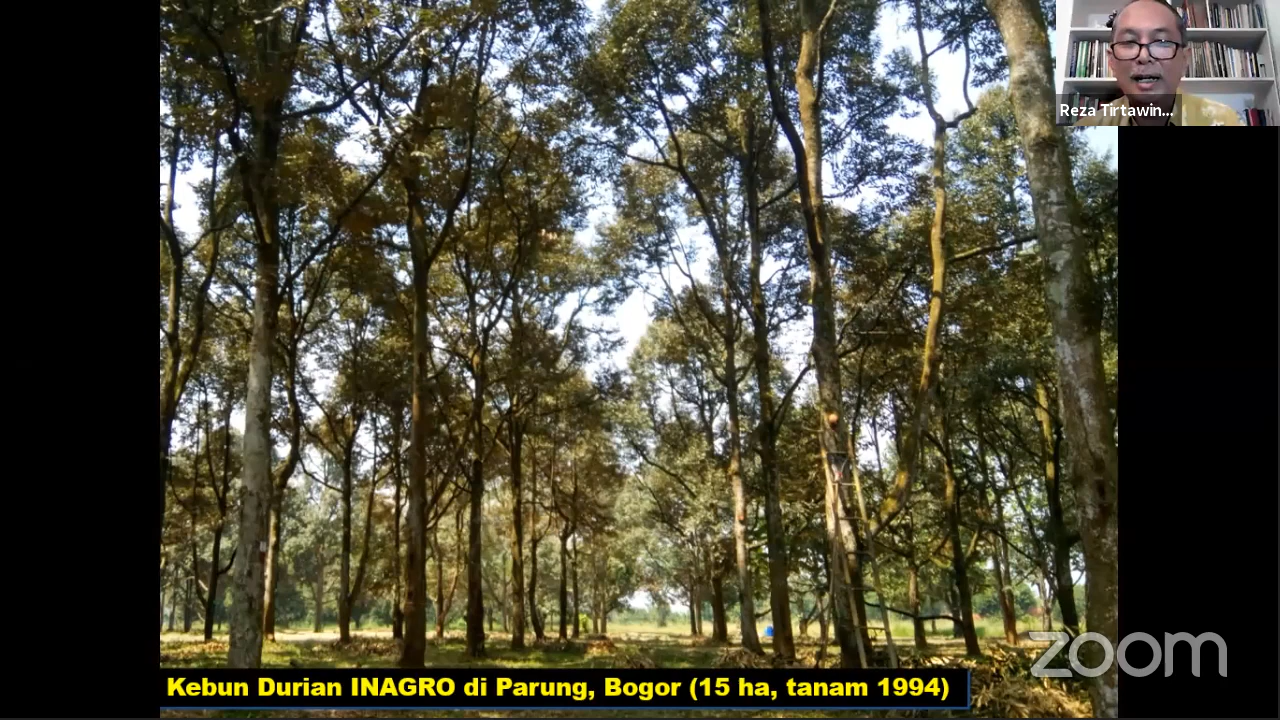 Reza Tirtawin...
zoom
Kebun Durian INAGRO di Parung, Bogor (15 ha, tanam 1994)